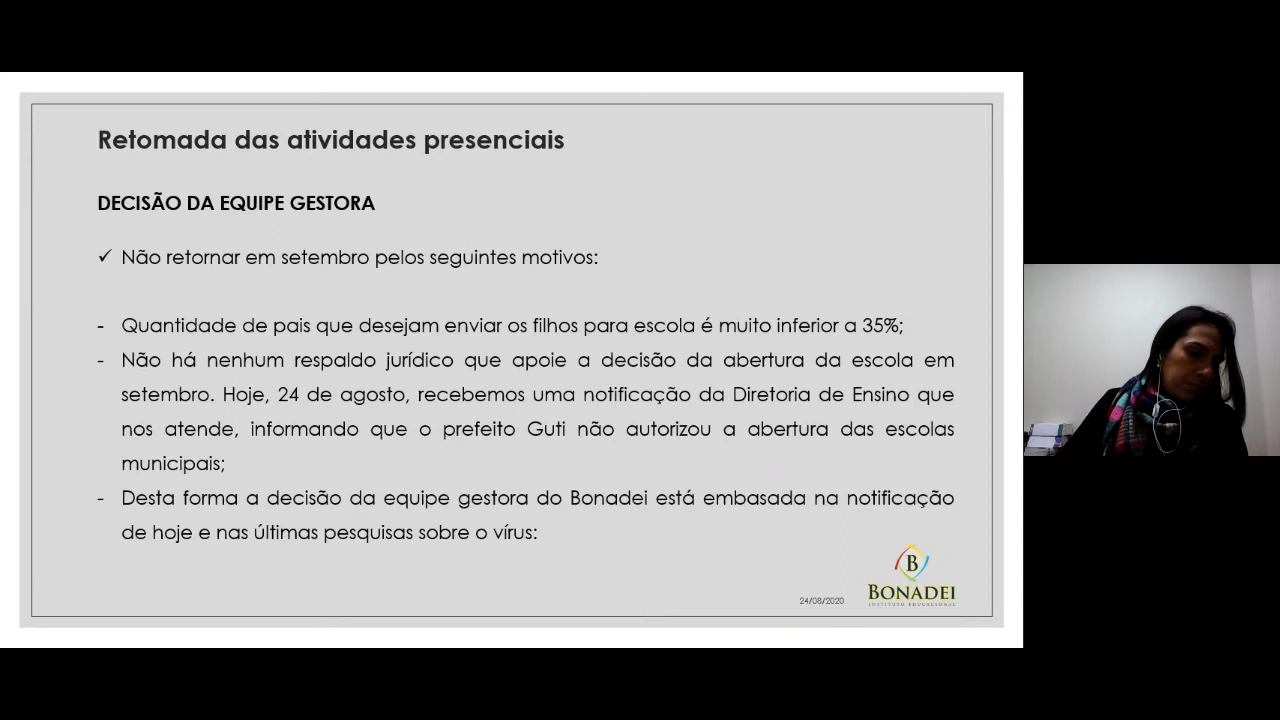 Retomada das atividades presenciais
DECISÃO DA EQUIPE GESTORA
✓ Não retornar em setembro pelos seguintes motivos:
- Quantidade de pais que desejam enviar os filhos para escola é muito inferior a 35%;
- Não há nenhum respaldo jurídico que apoie a decisão da abertura da escola em
setembro. Hoje, 24 de agosto, recebemos uma notificação da Diretoria de Ensino que
nos atende, informando que o prefeito Guti não autorizou a abertura das escolas
municipais;
- Desta forma a decisão da equipe gestora do Bonadei está embasada na notificação
de hoje e nas últimas pesquisas sobre o vírus:
24/08/2020
B
BONADEI
INSTITUTO EDUCACIONAL